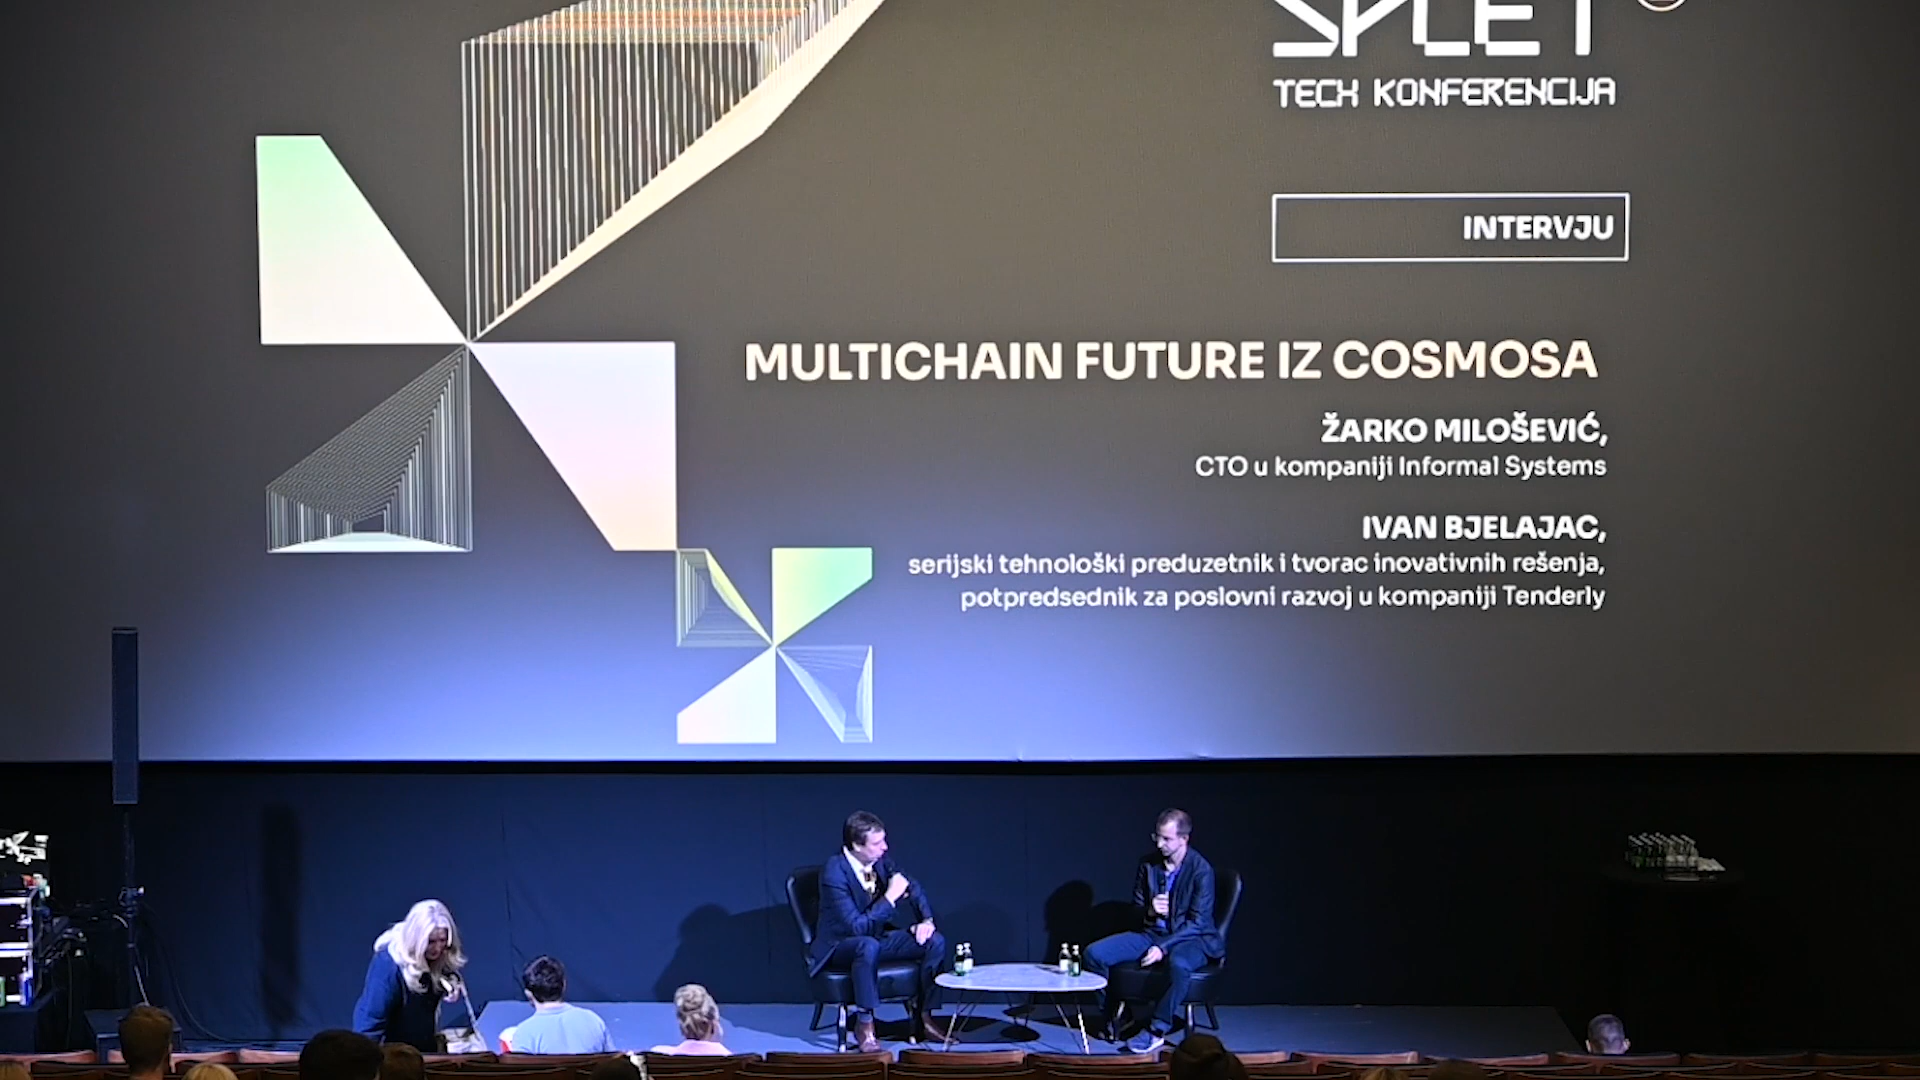 SPLET
TECH KONFERENCIJA
INTERVJU
MULTICHAIN FUTURE IZ COSMOSA
ŽARKO MILOŠEVIĆ,
CTO u kompaniji Informal Systems
IVAN BJELAJAC,
serijski tehnološki preduzetnik i tvorac inovativnih rešenja,
potpredsednik za poslovni razvoj u kompaniji Tenderly